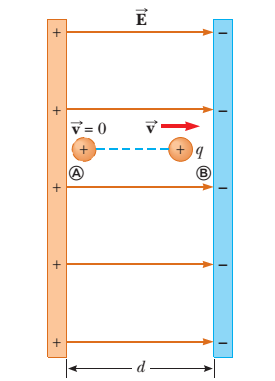 E⃗
+ −
+ −
v⃗ = 0 v⃗
+ + q
Ⓐ Ⓑ
+ −
+ −
+ −
d